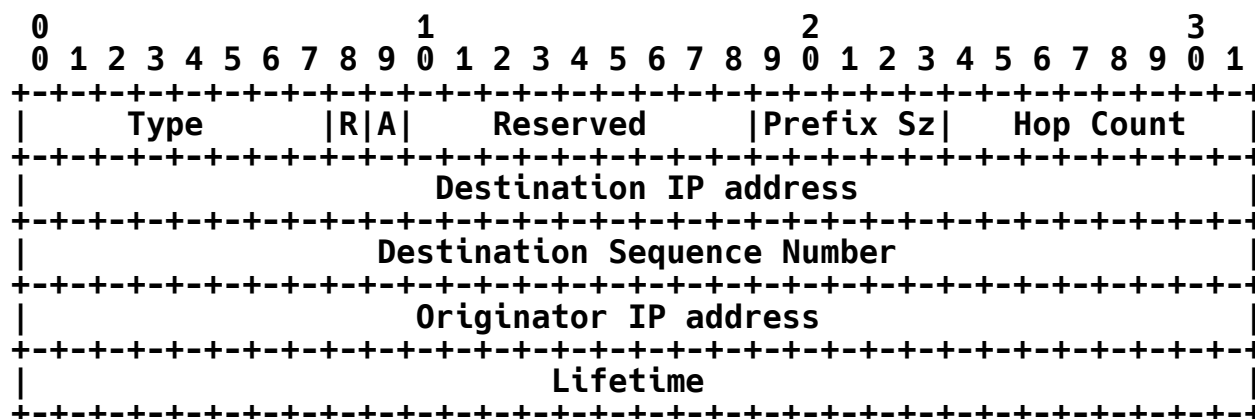 0                   1                   2                   3
0 1 2 3 4 5 6 7 8 9 0 1 2 3 4 5 6 7 8 9 0 1 2 3 4 5 6 7 8 9 0 1
+-+-+-+-+-+-+-+-+-+-+-+-+-+-+-+-+-+-+-+-+-+-+-+-+-+-+-+-+-+-+-+-+
|     Type      |R|A|    Reserved     |Prefix Sz|   Hop Count   |
+-+-+-+-+-+-+-+-+-+-+-+-+-+-+-+-+-+-+-+-+-+-+-+-+-+-+-+-+-+-+-+-+
|                     Destination IP address                    |
+-+-+-+-+-+-+-+-+-+-+-+-+-+-+-+-+-+-+-+-+-+-+-+-+-+-+-+-+-+-+-+-+
|                  Destination Sequence Number                  |
+-+-+-+-+-+-+-+-+-+-+-+-+-+-+-+-+-+-+-+-+-+-+-+-+-+-+-+-+-+-+-+-+
|                    Originator IP address                      |
+-+-+-+-+-+-+-+-+-+-+-+-+-+-+-+-+-+-+-+-+-+-+-+-+-+-+-+-+-+-+-+-+
|                           Lifetime                            |
+-+-+-+-+-+-+-+-+-+-+-+-+-+-+-+-+-+-+-+-+-+-+-+-+-+-+-+-+-+-+-+-+